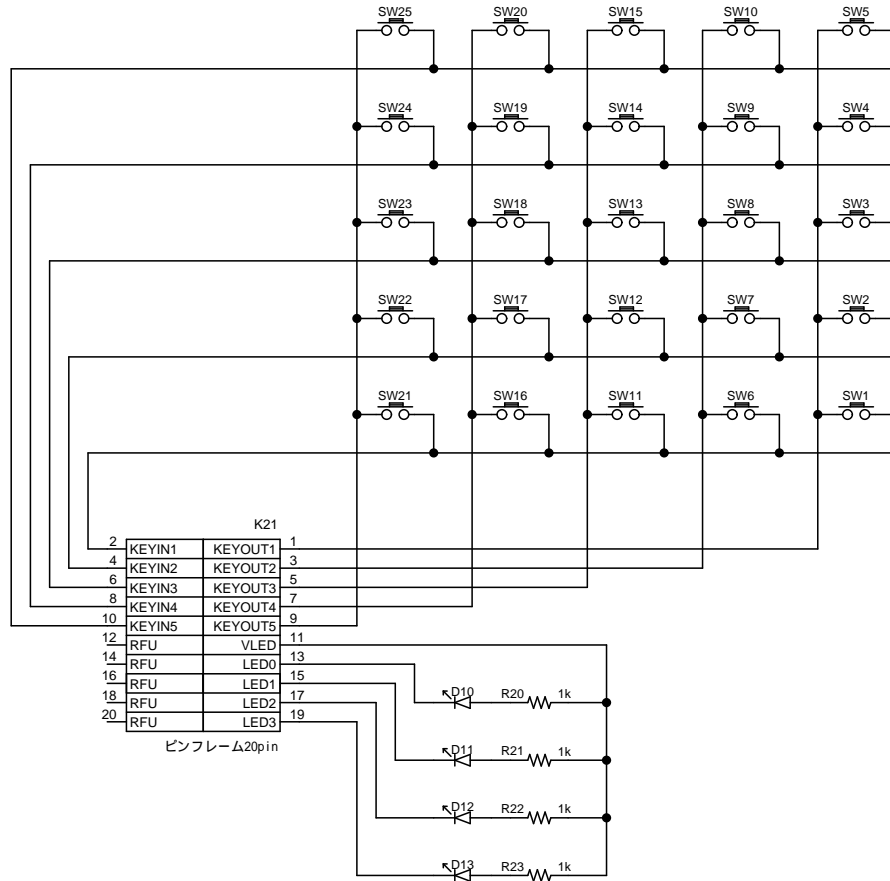 SW25 SW20 SW15 SW10 SW5
SW24 SW19 SW14 SW9 SW4
SW23 SW18 SW13 SW8 SW3
SW22 SW17 SW12 SW7 SW2
SW21 SW16 SW11 SW6 SW1
K21
2 KEYIN1 KEYOUT1 1
4 KEYIN2 KEYOUT2 3
6 KEYIN3 KEYOUT3 5
8 KEYIN4 KEYOUT4 7
10 KEYIN5 KEYOUT5 9
12 RFU VLED 11
14 RFU LED0 13
16 RFU LED1 15
18 RFU LED2 17
20 RFU LED3 19
ピンフレーム20pin
D10 R20 1k
D11 R21 1k
D12 R22 1k
D13 R23 1k